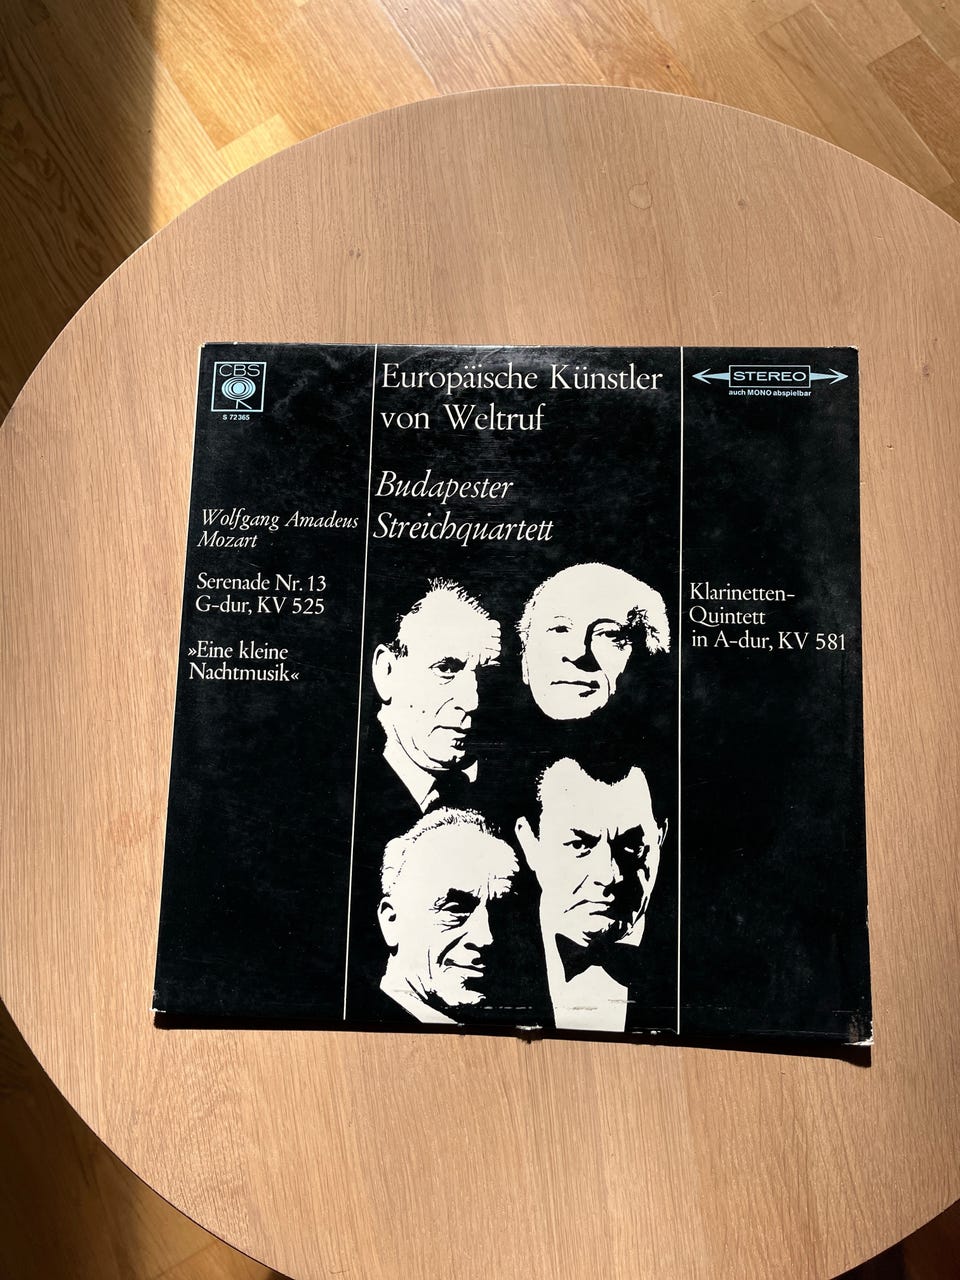 CBS
S 72365
Europäische Künstler
von Weltruf
STEREO
auch MONO abspielbar
Budapester
Streichquartett
Wolfgang Amadeus
Mozart
Serenade Nr. 13
G-dur, KV 525
»Eine kleine
Nachtmusik«
Klarinetten-
Quintett
in A-dur, KV 581